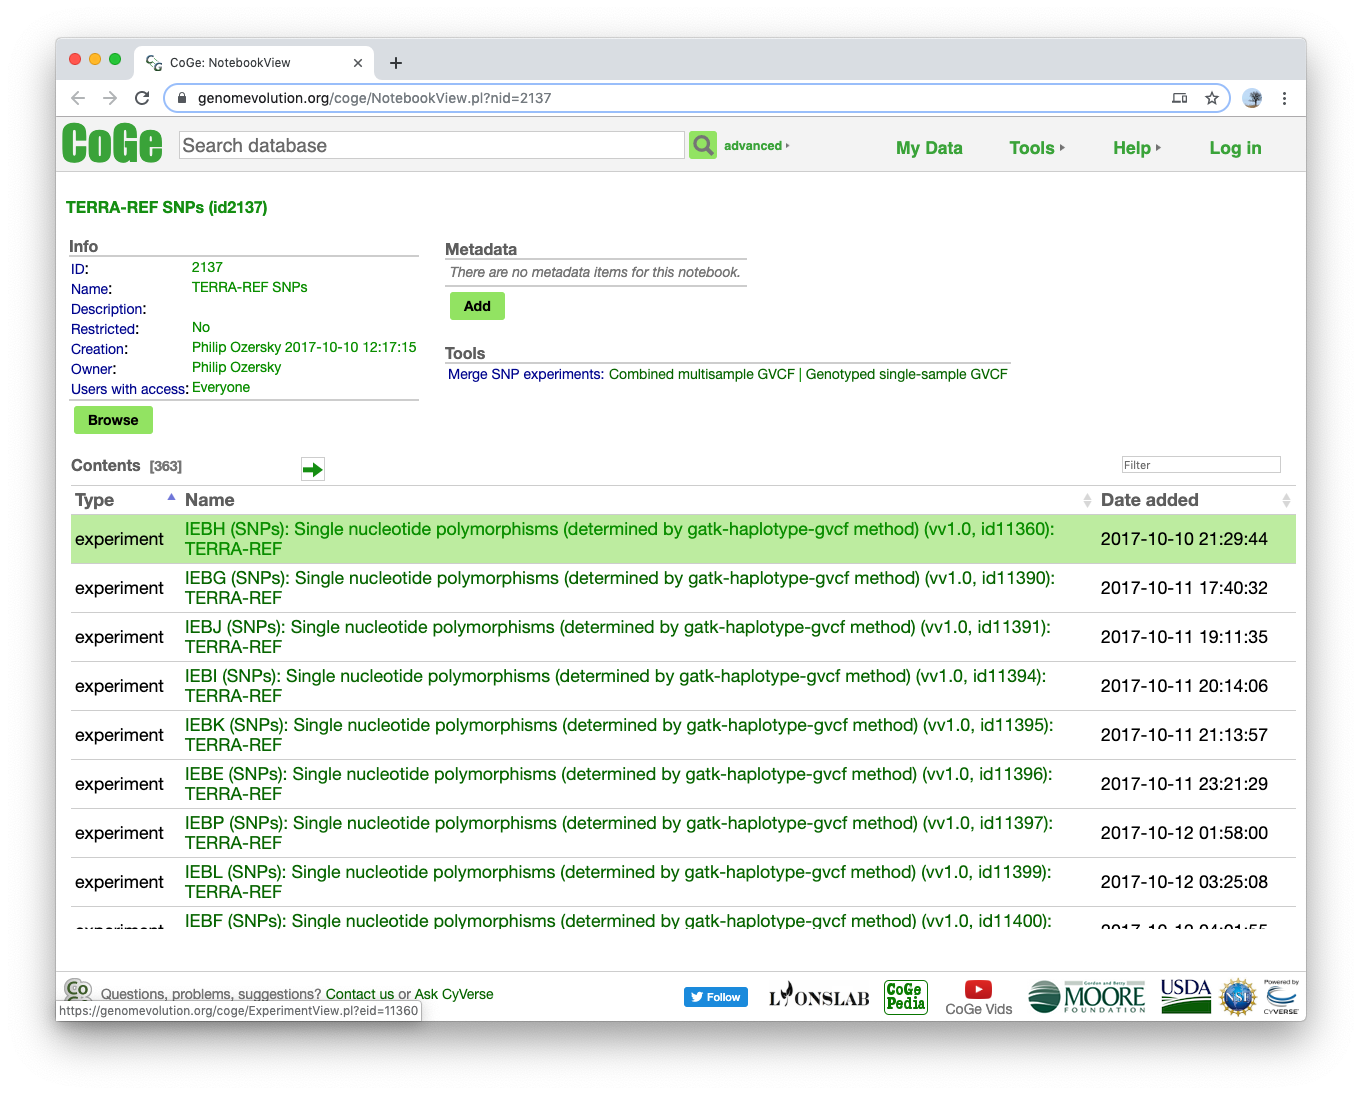 CoGe: NotebookView
genomevolution.org/coge/NotebookView.pl?nid=2137
CoGe
Search database
advanced
My Data
Tools
Help
Log in
TERRA-REF SNPs (id2137)
Info
ID: 2137
Name: TERRA-REF SNPs
Description:
Restricted: No
Creation: Philip Ozersky 2017-10-10 12:17:15
Owner: Philip Ozersky
Users with access: Everyone
Browse
Metadata
There are no metadata items for this notebook.
Add
Tools
Merge SNP experiments: Combined multisample GVCF | Genotyped single-sample GVCF
Contents [363]
Filter
Type Name Date added
experiment IEBH (SNPs): Single nucleotide polymorphisms (determined by gatk-haplotype-gvcf method) (vv1.0, id11360): 2017-10-10 21:29:44
TERRA-REF
experiment IEBG (SNPs): Single nucleotide polymorphisms (determined by gatk-haplotype-gvcf method) (vv1.0, id11390): 2017-10-11 17:40:32
TERRA-REF
experiment IEBJ (SNPs): Single nucleotide polymorphisms (determined by gatk-haplotype-gvcf method) (vv1.0, id11391): 2017-10-11 19:11:35
TERRA-REF
experiment IEBI (SNPs): Single nucleotide polymorphisms (determined by gatk-haplotype-gvcf method) (vv1.0, id11394): 2017-10-11 20:14:06
TERRA-REF
experiment IEBK (SNPs): Single nucleotide polymorphisms (determined by gatk-haplotype-gvcf method) (vv1.0, id11395): 2017-10-11 21:13:57
TERRA-REF
experiment IEBE (SNPs): Single nucleotide polymorphisms (determined by gatk-haplotype-gvcf method) (vv1.0, id11396): 2017-10-11 23:21:29
TERRA-REF
experiment IEBP (SNPs): Single nucleotide polymorphisms (determined by gatk-haplotype-gvcf method) (vv1.0, id11397): 2017-10-12 01:58:00
TERRA-REF
experiment IEBL (SNPs): Single nucleotide polymorphisms (determined by gatk-haplotype-gvcf method) (vv1.0, id11399): 2017-10-12 03:25:08
TERRA-REF
experiment IEBF (SNPs): Single nucleotide polymorphisms (determined by gatk-haplotype-gvcf method) (vv1.0, id11400):
Questions, problems, suggestions? Contact us or Ask CyVerse
https://genomevolution.org/coge/ExperimentView.pl?eid=11360
Follow
LYONSLAB
CoGe
Pedia
CoGe Vids
Gordon and Betty
MOORE
FOUNDATION
USDA
NSF
Powered by
CYVERSE